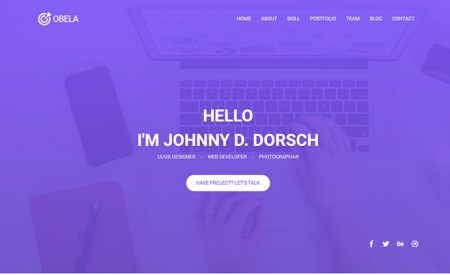 OBELA
HOME ABOUT SKILL PORTFOLIO TEAM BLOG CONTACT
HELLO
I'M JOHNNY D. DORSCH
UI/UX DESIGNER - WEB DEVELOPER - PHOTOGRAPHAR
HAVE PROJECT? LET'S TALK!